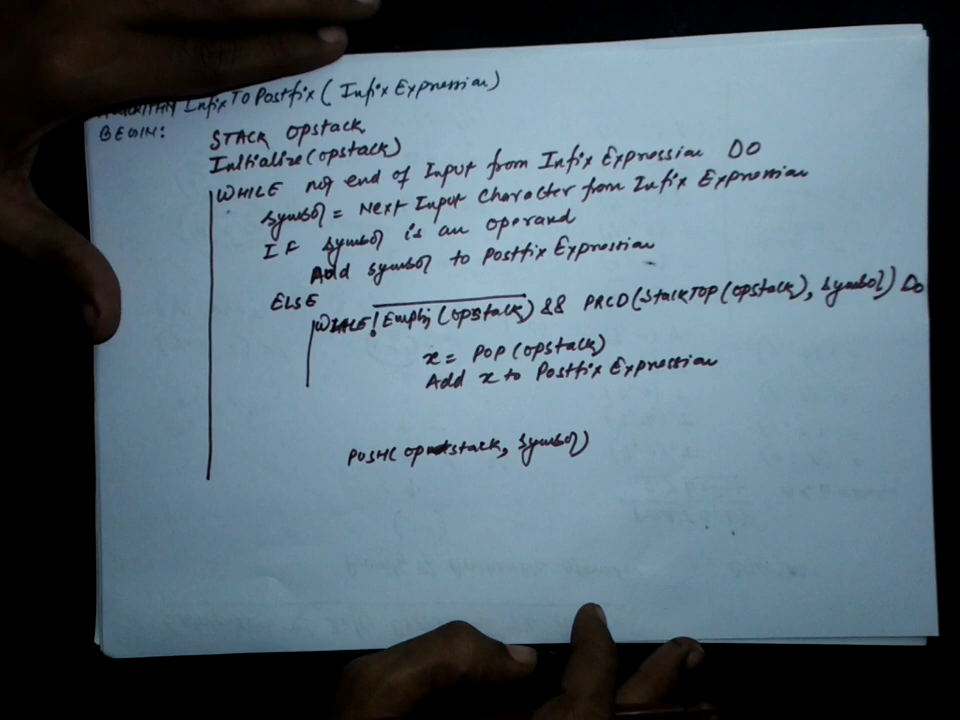 ALGORITHM Infix To Postfix ( Infix Expression)
BEGIN:
STACK opstack
Initialize(opstack)
WHILE not end of Input from Infix Expression DO
symbol = Next Input Character from Infix Expression
IF symbol is an operand
Add symbol to Postfix Expression
ELSE
WHILE !Empty (opstack) && PRCD(StackTop(opstack), symbol) Do
x = POP (opstack)
Add x to Postfix Expression
PUSH( opstack, symbol)